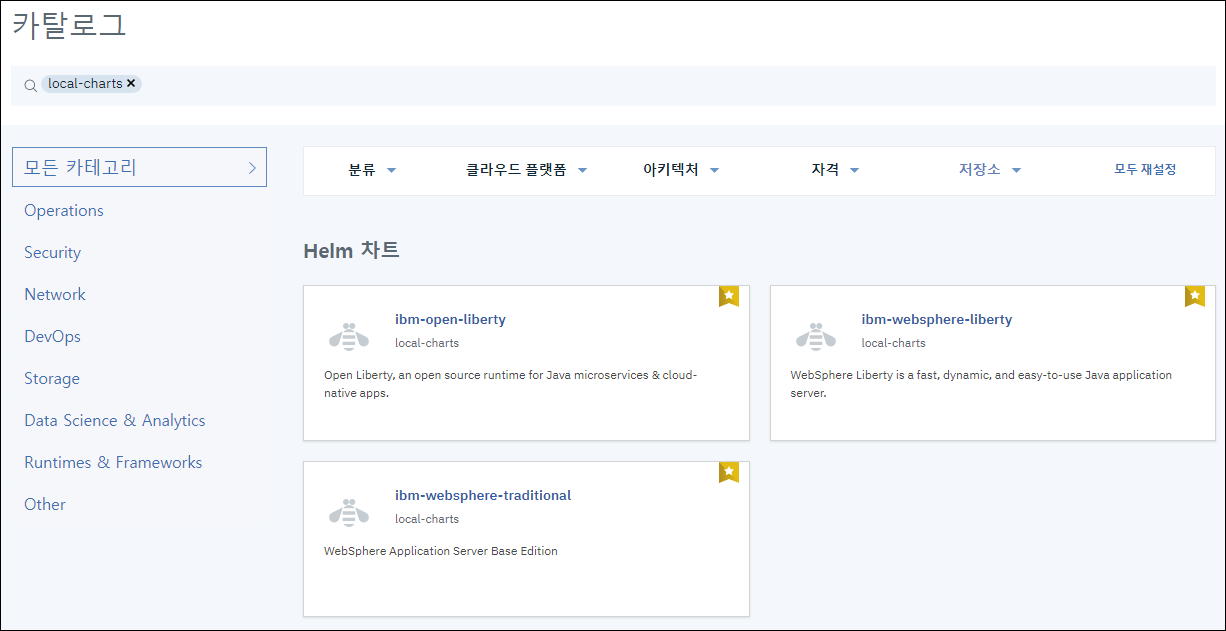 카탈로그
local-charts
모든 카테고리
Operations
Security
Network
DevOps
Storage
Data Science & Analytics
Runtimes & Frameworks
Other
분류 클라우드 플랫폼 아키텍처 자격 저장소 모두 재설정
Helm 차트
ibm-open-liberty
local-charts
Open Liberty, an open source runtime for Java microservices & cloud-
native apps.
ibm-websphere-liberty
local-charts
WebSphere Liberty is a fast, dynamic, and easy-to-use Java application
server.
ibm-websphere-traditional
local-charts
WebSphere Application Server Base Edition